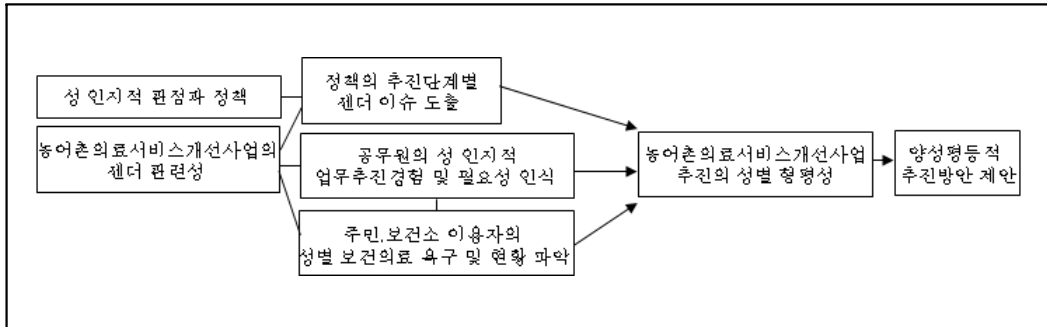 성 인지적 관점과 정책
농어촌의료서비스개선사업의
젠더 관련성
정책의 추진단계별
젠더 이슈 도출
공무원의 성 인지적
업무추진경험 및 필요성 인식
주민.보건소 이용자의
성별 보건의료 욕구 및 현황 파악
농어촌의료서비스개선사업
추진의 성별 형평성
양성평등적
추진방안 제안